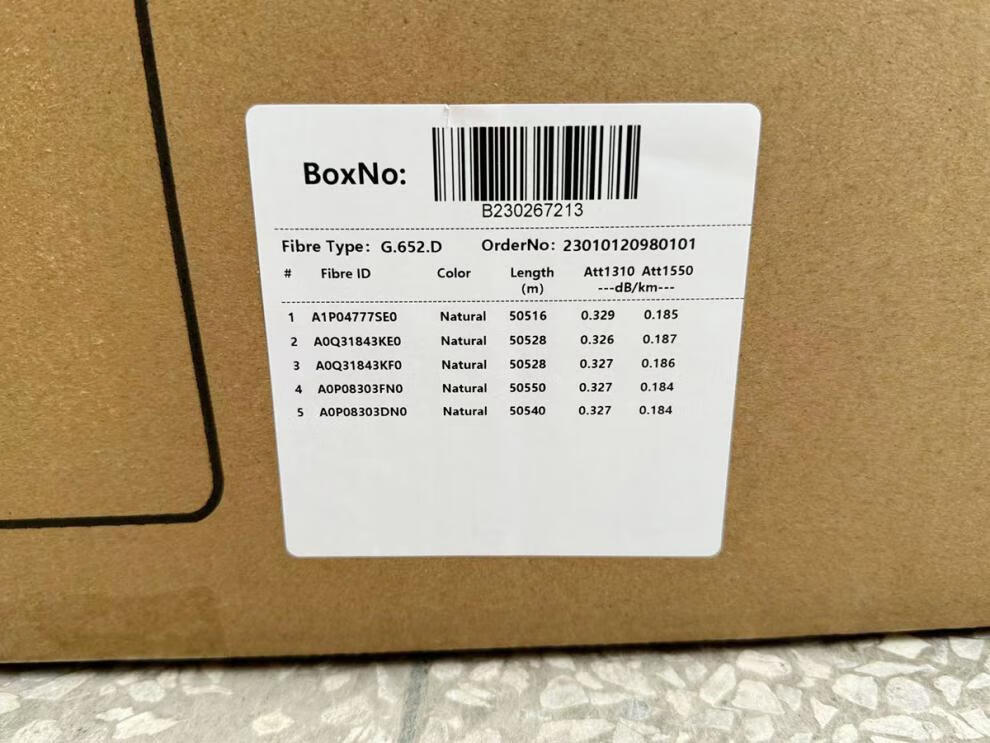 BoxNo:
B230267213
Fibre Type: G.652.D OrderNo: 23010120980101
# Fibre ID Color Length Att1310 Att1550
(m) ---dB/km---
1 A1P04777SE0 Natural 50516 0.329 0.185
2 A0Q31843KE0 Natural 50528 0.326 0.187
3 A0Q31843KF0 Natural 50528 0.327 0.186
4 A0P08303FN0 Natural 50550 0.327 0.184
5 A0P08303DN0 Natural 50540 0.327 0.184